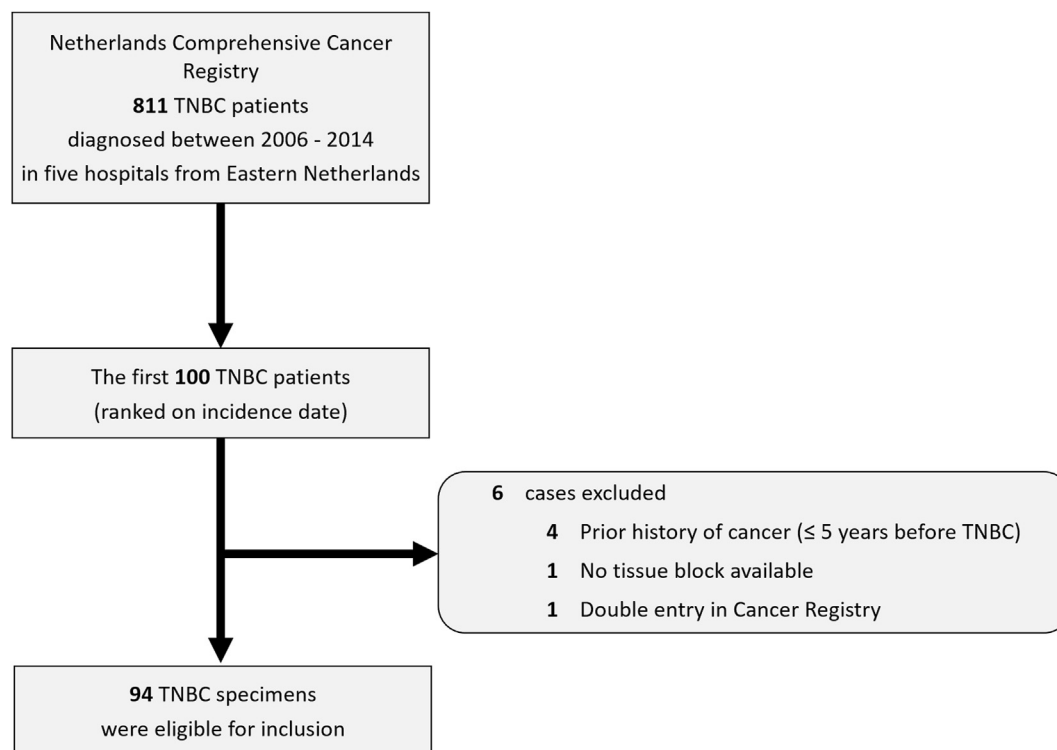 Netherlands Comprehensive Cancer
Registry
811 TNBC patients
diagnosed between 2006 - 2014
in five hospitals from Eastern Netherlands
The first 100 TNBC patients
(ranked on incidence date)
6 cases excluded
4 Prior history of cancer (≤ 5 years before TNBC)
1 No tissue block available
1 Double entry in Cancer Registry
94 TNBC specimens
were eligible for inclusion